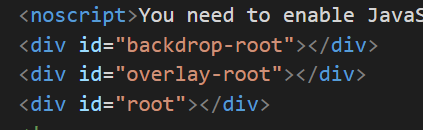 <noscript>You need to enable JavaS
<div id="backdrop-root"></div>
<div id="overlay-root"></div>
<div id="root"></div>